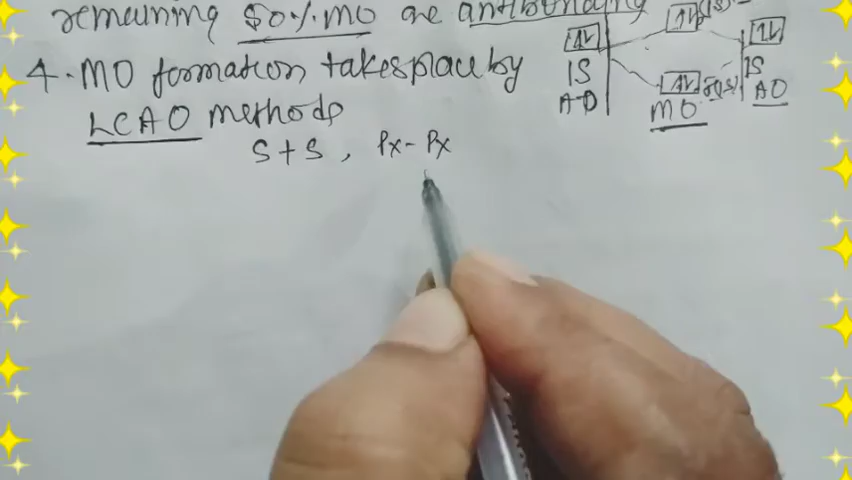 remaining 50% MO are antibonding
4. MO formation takes place by
LCAO methods
S+S, Px-Px
1S
AO
MO
1S
AO